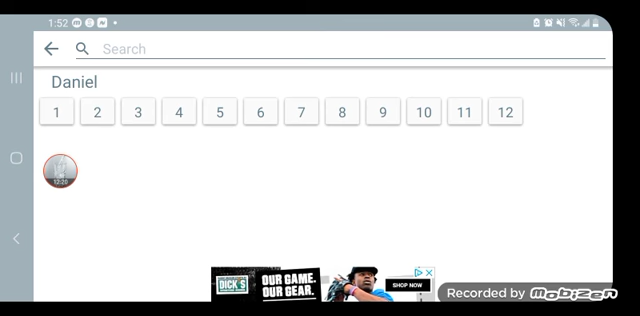 1:52
Search
Daniel
1 2 3 4 5 6 7 8 9 10 11 12
12:20
DICK'S
OUR GAME.
OUR GEAR.
SHOP NOW
Recorded by MOBIZEN